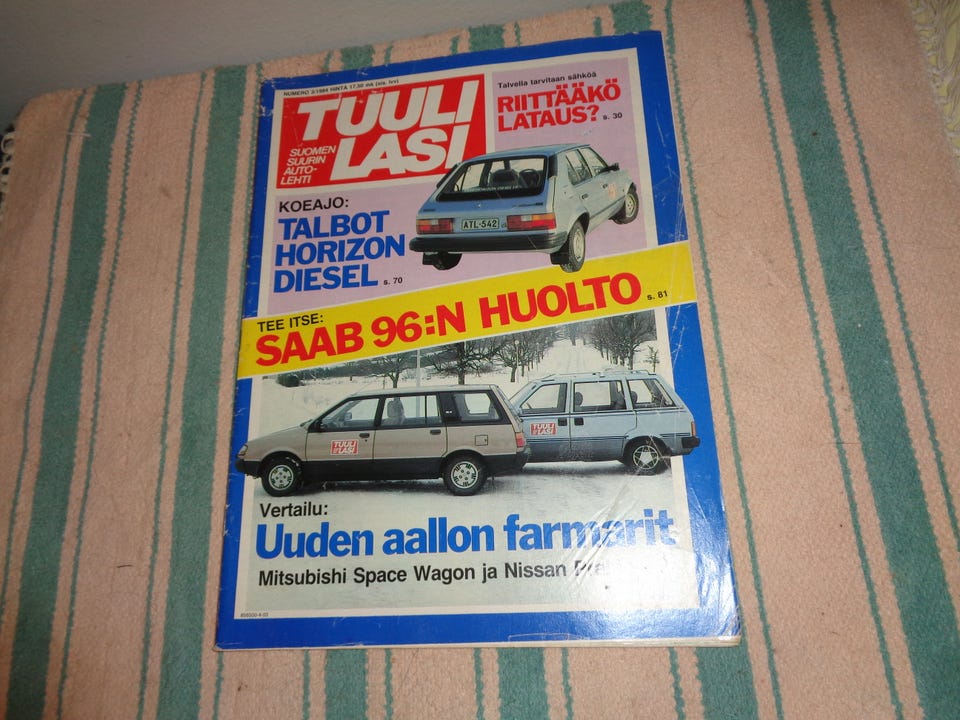 NUMERO 3/1984 HINTA 17,50 mk (sis. lvv)
TUULI
LASI
SUOMEN
SUURIN
AUTO-
LEHTI
Talvella tarvitaan sähköä
RIITTÄÄKÖ
LATAUS? s. 30
KOEAJO:
TALBOT
HORIZON
DIESEL s. 70
ATL-542
TEE ITSE:
SAAB 96:N HUOLTO s. 81
TUULI
LASI
TUULI
LASI
Vertailu:
Uuden aallon farmarit
Mitsubishi Space Wagon ja Nissan